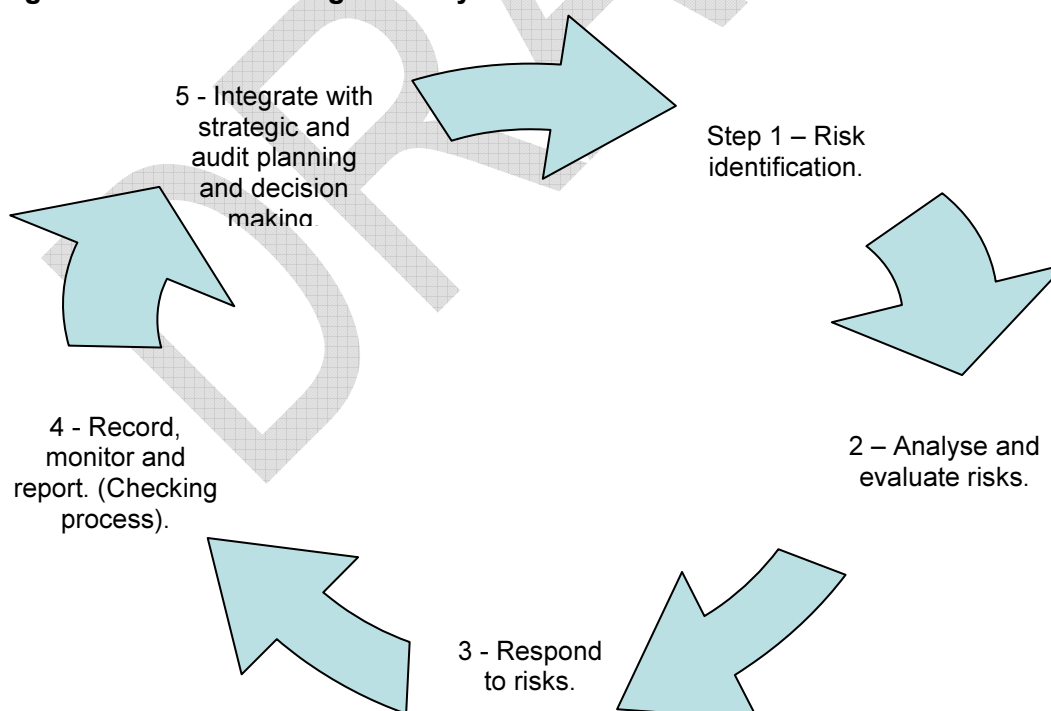 5 - Integrate with
strategic and
audit planning
and decision
making.
Step 1 – Risk
identification.
2 – Analyse and
evaluate risks.
3 - Respond
to risks.
4 - Record,
monitor and
report. (Checking
process).